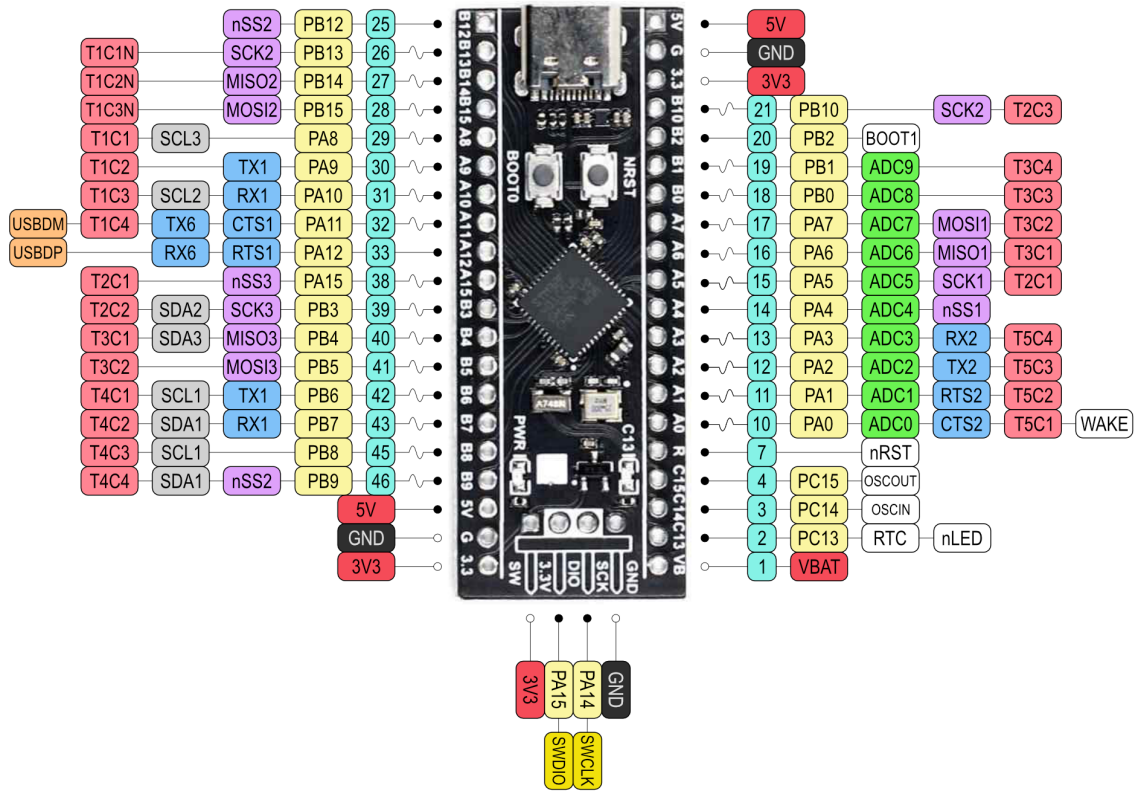 nSS2 PB12 25
T1C1N SCK2 PB13 26
T1C2N MISO2 PB14 27
T1C3N MOSI2 PB15 28
T1C1 SCL3 PA8 29
T1C2 TX1 PA9 30
T1C3 SCL2 RX1 PA10 31
USBDM T1C4 TX6 CTS1 PA11 32
USBDP RX6 RTS1 PA12 33
T2C1 nSS3 PA15 38
T2C2 SDA2 SCK3 PB3 39
T3C1 SDA3 MISO3 PB4 40
T3C2 MOSI3 PB5 41
T4C1 SCL1 TX1 PB6 42
T4C2 SDA1 RX1 PB7 43
T4C3 SCL1 PB8 45
T4C4 SDA1 nSS2 PB9 46
5V
GND
3V3
B12
B13
B14
B15
A8
A9
A10
A11
A12
A15
B3
B4
B5
B6
B7
B8
B9
5V
G
3.3
BOOT0
NRST
A748N
PWR
C13
SW
3.3V
DIO
SCK
GND
5V
G
3.3
B10
B2
B1
B0
A7
A6
A5
A4
A3
A2
A1
A0
R
C15
C14
C13
VB
5V
GND
3V3
21 PB10 SCK2 T2C3
20 PB2 BOOT1
19 PB1 ADC9 T3C4
18 PB0 ADC8 T3C3
17 PA7 ADC7 MOSI1 T3C2
16 PA6 ADC6 MISO1 T3C1
15 PA5 ADC5 SCK1 T2C1
14 PA4 ADC4 nSS1
13 PA3 ADC3 RX2 T5C4
12 PA2 ADC2 TX2 T5C3
11 PA1 ADC1 RTS2 T5C2
10 PA0 ADC0 CTS2 T5C1 WAKE
7 nRST
4 PC15 OSCOUT
3 PC14 OSCIN
2 PC13 RTC nLED
1 VBAT
3V3
PA15 SWDIO
PA14 SWCLK
GND